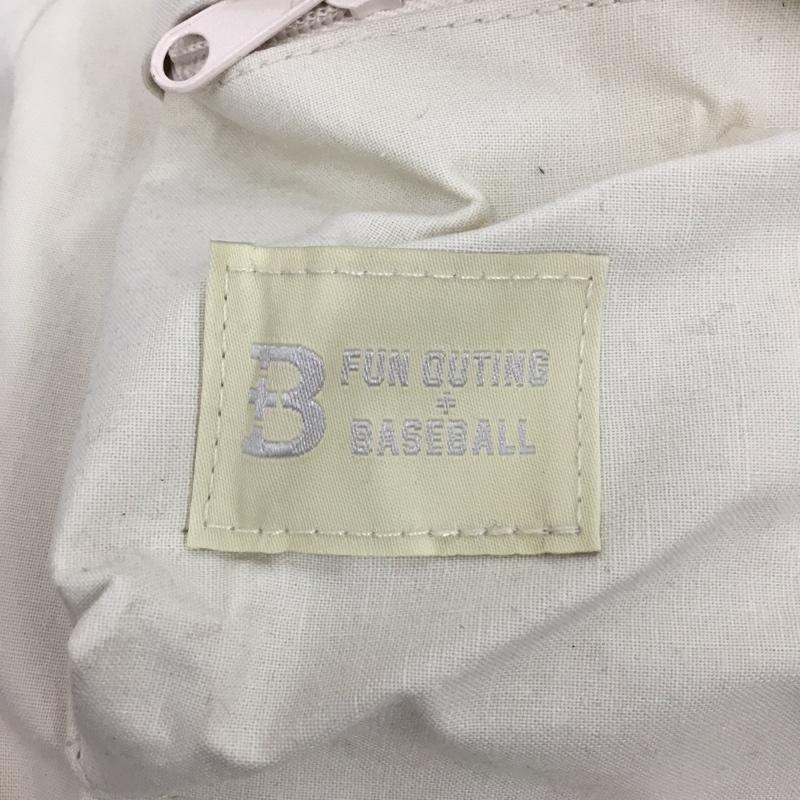 B FUN OUTING
+
BASEBALL